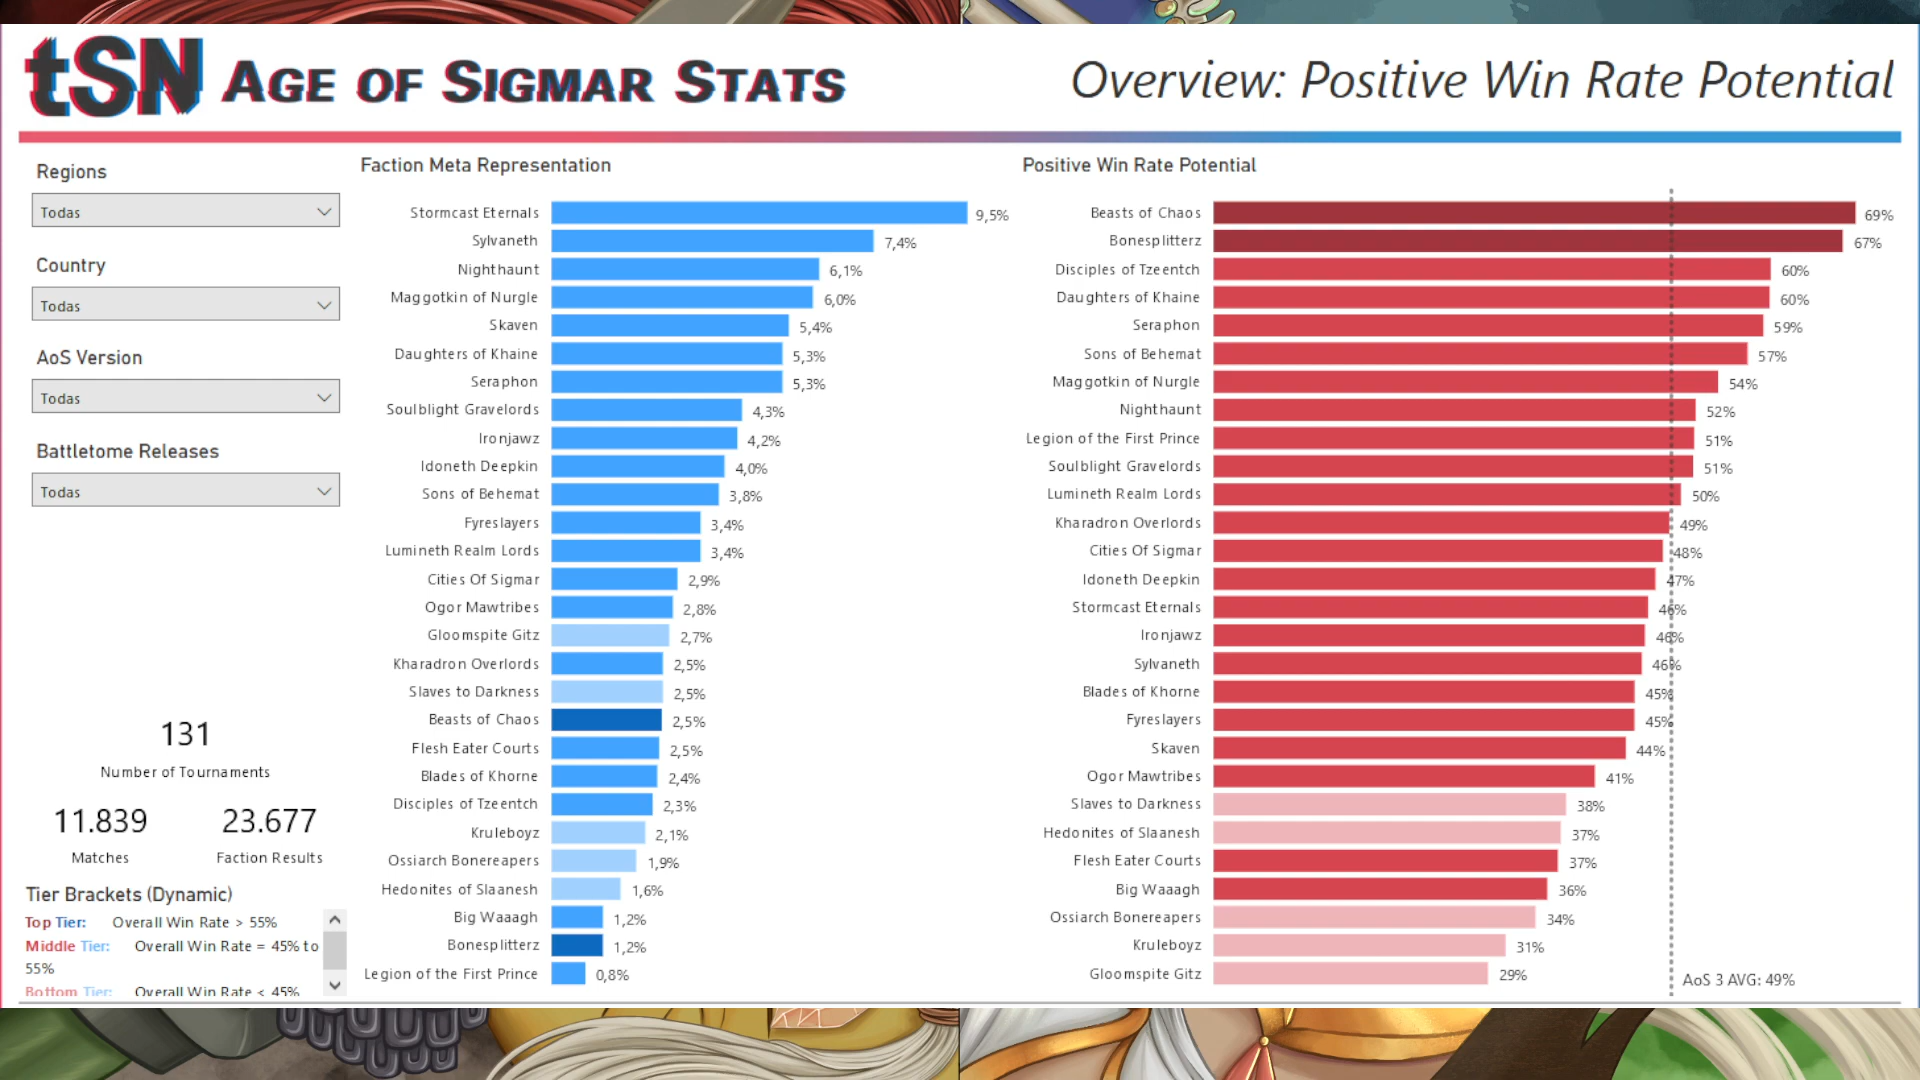 tSN AGE OF SIGMAR STATS
Overview: Positive Win Rate Potential
Regions
Todas
Country
Todas
AoS Version
Todas
Battletome Releases
Todas
131
Number of Tournaments
11.839
Matches
23.677
Faction Results
Tier Brackets (Dynamic)
Top Tier: Overall Win Rate > 55%
Middle Tier: Overall Win Rate = 45% to
55%
Bottom Tier: Overall Win Rate < 45%
Faction Meta Representation
Stormcast Eternals 9,5%
Sylvaneth 7,4%
Nighthaunt 6,1%
Maggotkin of Nurgle 6,0%
Skaven 5,4%
Daughters of Khaine 5,3%
Seraphon 5,3%
Soulblight Gravelords 4,3%
Ironjawz 4,2%
Idoneth Deepkin 4,0%
Sons of Behemat 3,8%
Fyreslayers 3,4%
Lumineth Realm Lords 3,4%
Cities Of Sigmar 2,9%
Ogor Mawtribes 2,8%
Gloomspite Gitz 2,7%
Kharadron Overlords 2,5%
Slaves to Darkness 2,5%
Beasts of Chaos 2,5%
Flesh Eater Courts 2,5%
Blades of Khorne 2,4%
Disciples of Tzeentch 2,3%
Kruleboyz 2,1%
Ossiarch Bonereapers 1,9%
Hedonites of Slaanesh 1,6%
Big Waaagh 1,2%
Bonesplitterz 1,2%
Legion of the First Prince 0,8%
Positive Win Rate Potential
Beasts of Chaos 69%
Bonesplitterz 67%
Disciples of Tzeentch 60%
Daughters of Khaine 60%
Seraphon 59%
Sons of Behemat 57%
Maggotkin of Nurgle 54%
Nighthaunt 52%
Legion of the First Prince 51%
Soulblight Gravelords 51%
Lumineth Realm Lords 50%
Kharadron Overlords 49%
Cities Of Sigmar 48%
Idoneth Deepkin 47%
Stormcast Eternals 46%
Ironjawz 46%
Sylvaneth 46%
Blades of Khorne 45%
Fyreslayers 45%
Skaven 44%
Ogor Mawtribes 41%
Slaves to Darkness 38%
Hedonites of Slaanesh 37%
Flesh Eater Courts 37%
Big Waaagh 36%
Ossiarch Bonereapers 34%
Kruleboyz 31%
Gloomspite Gitz 29%
AoS 3 AVG: 49%